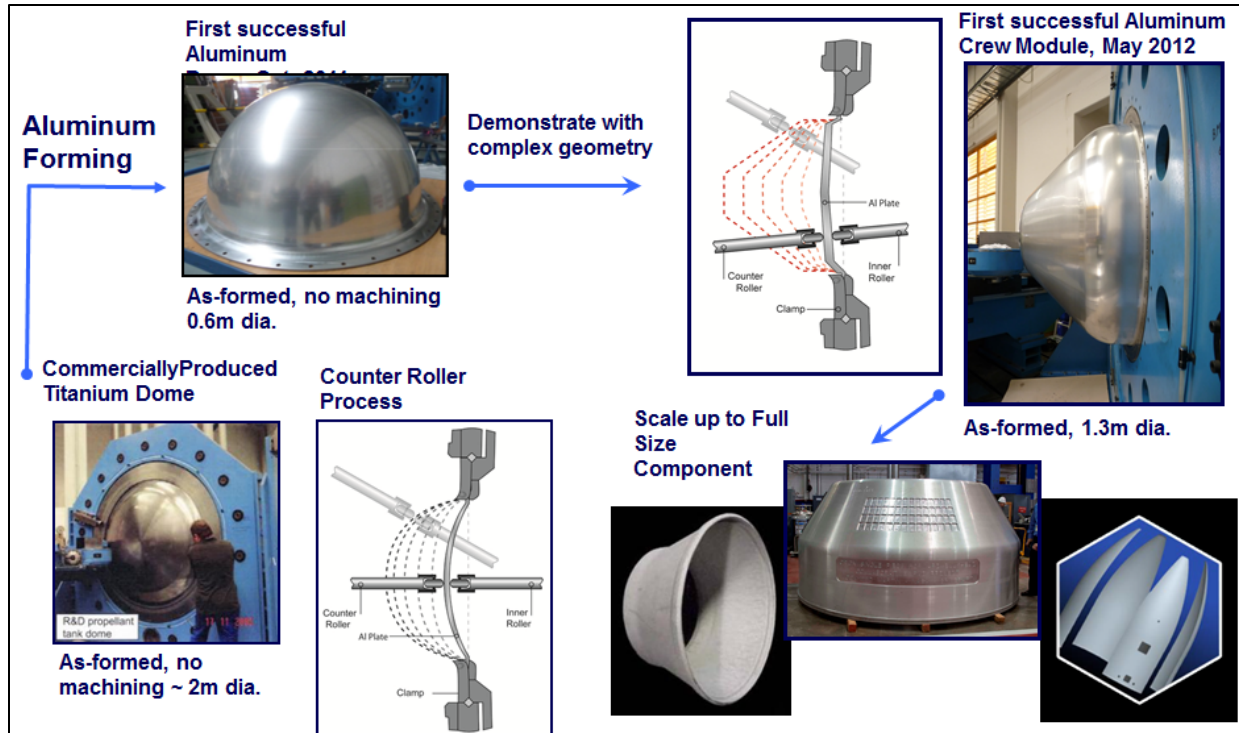 First successful
Aluminum
Aluminum
Forming
As-formed, no machining
0.6m dia.
Demonstrate with
complex geometry
Al Plate
Counter
Roller
Inner
Roller
Clamp
First successful Aluminum
Crew Module, May 2012
As-formed, 1.3m dia.
CommerciallyProduced
Titanium Dome
R&D propellant
tank dome
As-formed, no
machining ~ 2m dia.
Counter Roller
Process
Counter
Roller
Inner
Roller
Al Plate
Clamp
Scale up to Full
Size
Component